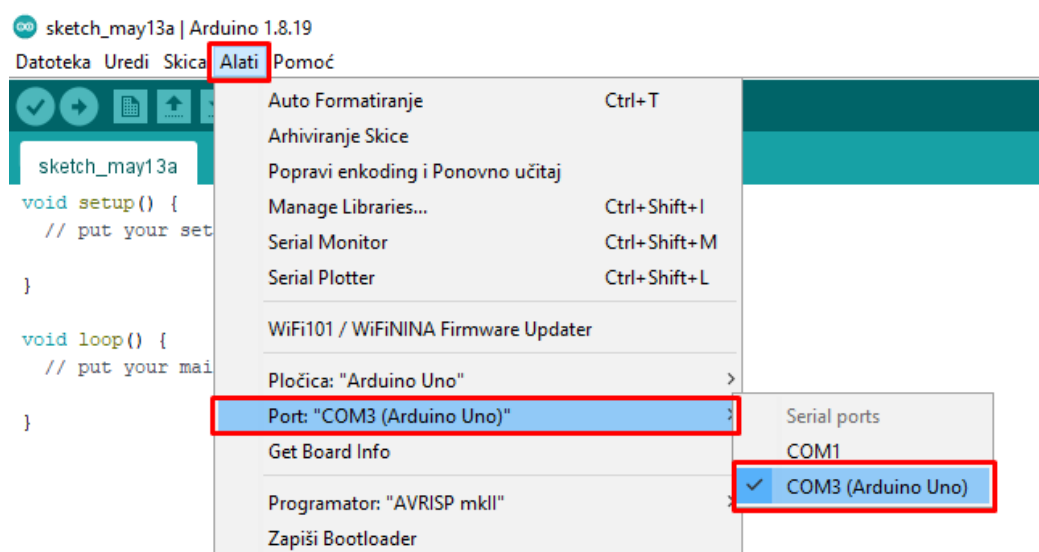 sketch_may13a | Arduino 1.8.19
Datoteka Uredi Skica Alati Pomoć
Auto Formatiranje Ctrl+T
Arhiviranje Skice
sketch_may13a
Popravi enkoding i Ponovno učitaj
void setup() {
Manage Libraries... Ctrl+Shift+I
// put your set
Serial Monitor Ctrl+Shift+M
Serial Plotter Ctrl+Shift+L
}
WiFi101 / WiFiNINA Firmware Updater
void loop() {
// put your mai
Pločica: "Arduino Uno"
Port: "COM3 (Arduino Uno)" Serial ports
}
Get Board Info COM1
COM3 (Arduino Uno)
Programator: "AVRISP mkII"
Zapiši Bootloader